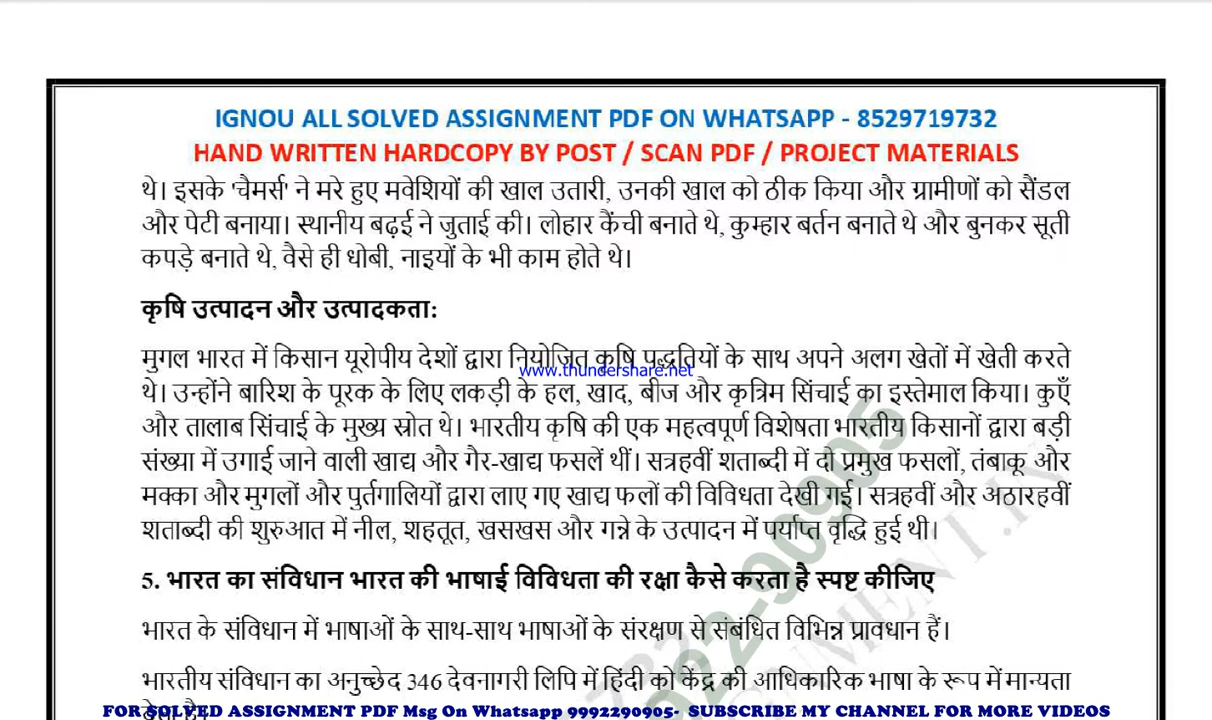 IGNOU ALL SOLVED ASSIGNMENT PDF ON WHATSAPP - 8529719732
HAND WRITTEN HARDCOPY BY POST / SCAN PDF / PROJECT MATERIALS
थे। इसके 'चैमर्स' ने मरे हुए मवेशियों की खाल उतारी, उनकी खाल को ठीक किया और ग्रामीणों को सैंडल
और पेटी बनाया। स्थानीय बढ़ई ने जुताई की। लोहार कैंची बनाते थे, कुम्हार बर्तन बनाते थे और बुनकर सूती
कपड़े बनाते थे, वैसे ही धोबी, नाइयों के भी काम होते थे।
कृषि उत्पादन और उत्पादकता:
मुगल भारत में किसान यूरोपीय देशों द्वारा नियोजित कृषि पद्धतियों के साथ अपने अलग खेतों में खेती करते
www.thundershare.net
थे। उन्होंने बारिश के पूरक के लिए लकड़ी के हल, खाद, बीज और कृत्रिम सिंचाई का इस्तेमाल किया। कुएँ
और तालाब सिंचाई के मुख्य स्रोत थे। भारतीय कृषि की एक महत्वपूर्ण विशेषता भारतीय किसानों द्वारा बड़ी
संख्या में उगाई जाने वाली खाद्य और गैर-खाद्य फसलें थीं। सत्रहवीं शताब्दी में दो प्रमुख फसलों, तंबाकू और
मक्का और मुगलों और पुर्तगालियों द्वारा लाए गए खाद्य फलों की विविधता देखी गई। सत्रहवीं और अठारहवीं
शताब्दी की शुरुआत में नील, शहतूत, खसखस और गन्ने के उत्पादन में पर्याप्त वृद्धि हुई थी।
5. भारत का संविधान भारत की भाषाई विविधता की रक्षा कैसे करता है स्पष्ट कीजिए
भारत के संविधान में भाषाओं के साथ-साथ भाषाओं के संरक्षण से संबंधित विभिन्न प्रावधान हैं।
भारतीय संविधान का अनुच्छेद 346 देवनागरी लिपि में हिंदी को केंद्र की आधिकारिक भाषा के रूप में मान्यता
FOR SOLVED ASSIGNMENT PDF Msg On Whatsapp 9992290905- SUBSCRIBE MY CHANNEL FOR MORE VIDEOS